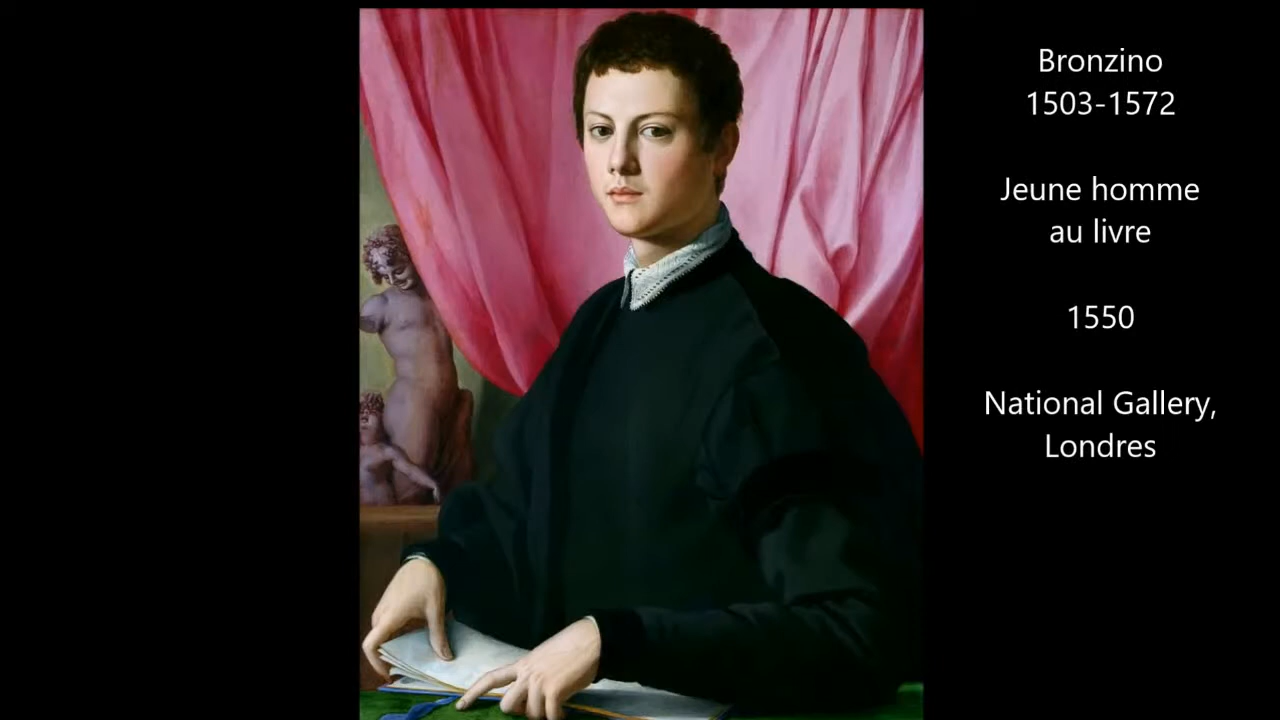 Bronzino
1503-1572
Jeune homme
au livre
1550
National Gallery,
Londres